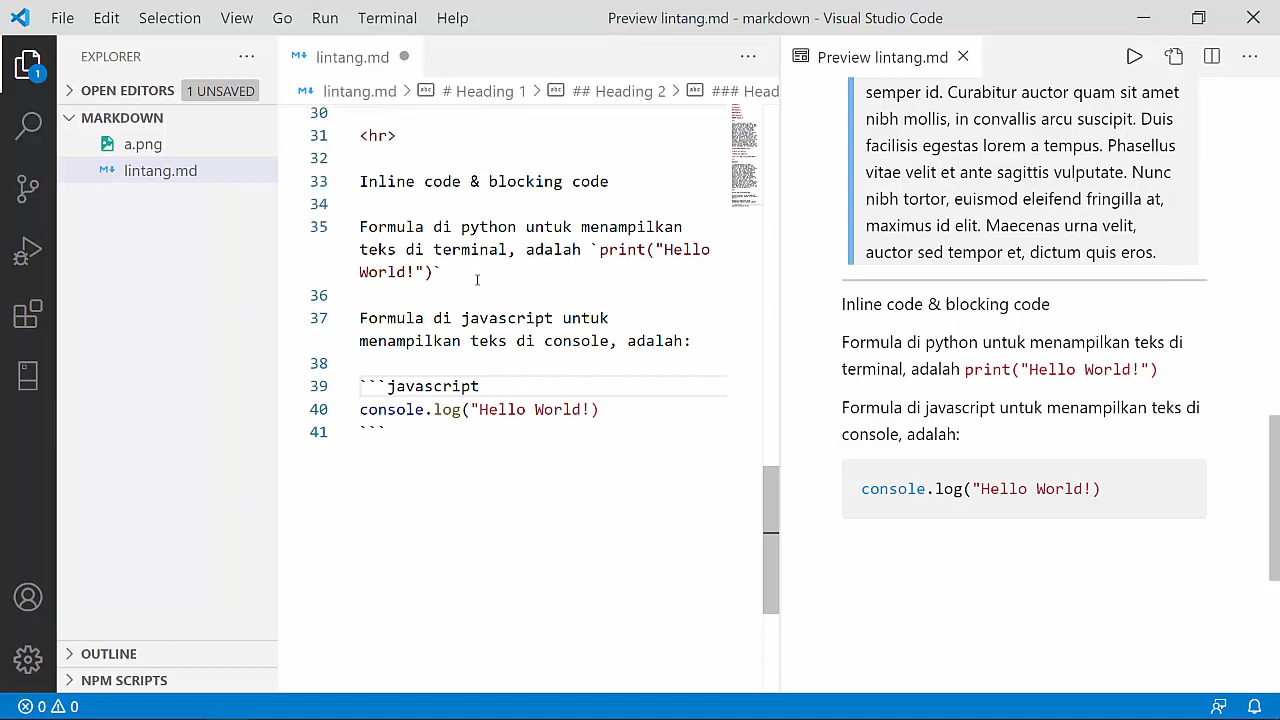 File Edit Selection View Go Run Terminal Help Preview lintang.md - markdown - Visual Studio Code
EXPLORER
1
OPEN EDITORS 1 UNSAVED
MARKDOWN
a.png
lintang.md
OUTLINE
NPM SCRIPTS
lintang.md
lintang.md > # Heading 1 > ## Heading 2 > ### Head
30
31 <hr>
32
33 Inline code & blocking code
34
35 Formula di python untuk menampilkan
teks di terminal, adalah `print("Hello
World!")`
36
37 Formula di javascript untuk
menampilkan teks di console, adalah:
38
39 ```javascript
40 console.log("Hello World!)
41 ```
Preview lintang.md
semper id. Curabitur auctor quam sit amet
nibh mollis, in convallis arcu suscipit. Duis
facilisis egestas lorem a tempus. Phasellus
vitae velit et ante sagittis vulputate. Nunc
nibh tortor, euismod eleifend fringilla at,
maximus id elit. Maecenas urna velit,
auctor sed tempor et, dictum quis eros.
Inline code & blocking code
Formula di python untuk menampilkan teks di
terminal, adalah print("Hello World!")
Formula di javascript untuk menampilkan teks di
console, adalah:
console.log("Hello World!)
0 0